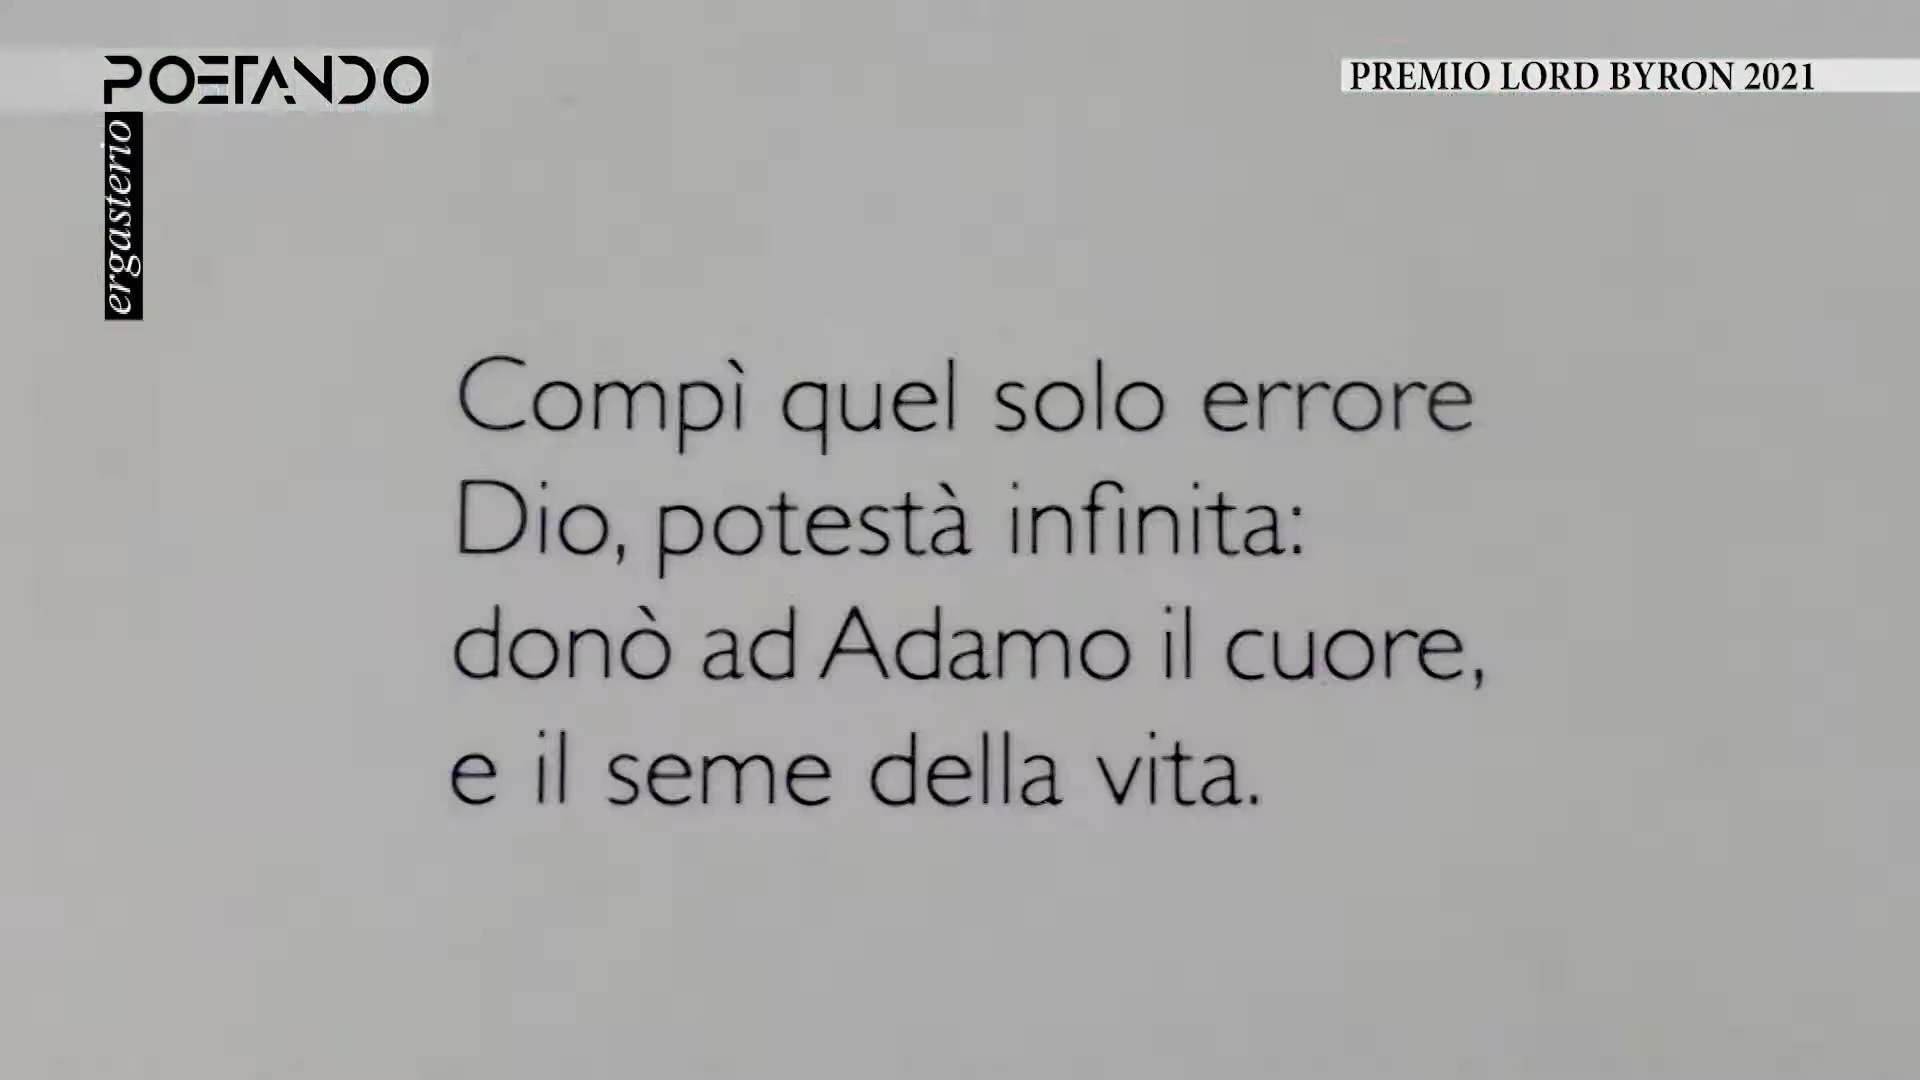 POETANDO
PREMIO LORD BYRON 2021
ergasterio
Compì quel solo errore
Dio, potestà infinita:
donò ad Adamo il cuore,
e il seme della vita.